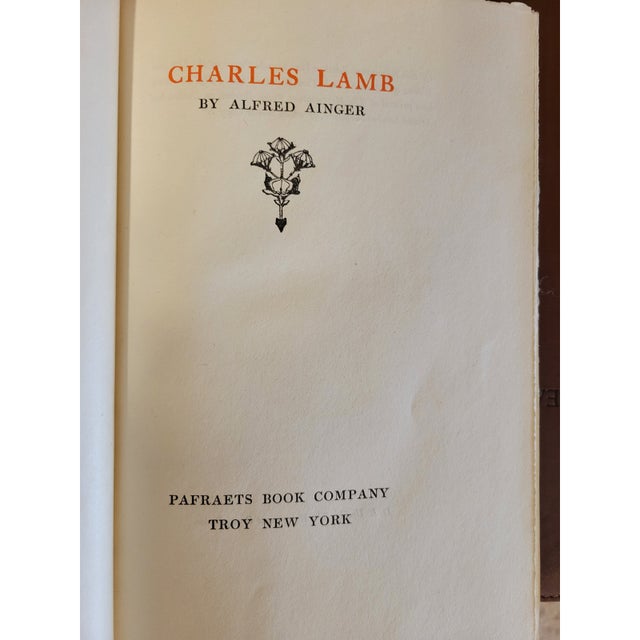 CHARLES LAMB
BY ALFRED AINGER
PAFRAETS BOOK COMPANY
TROY NEW YORK